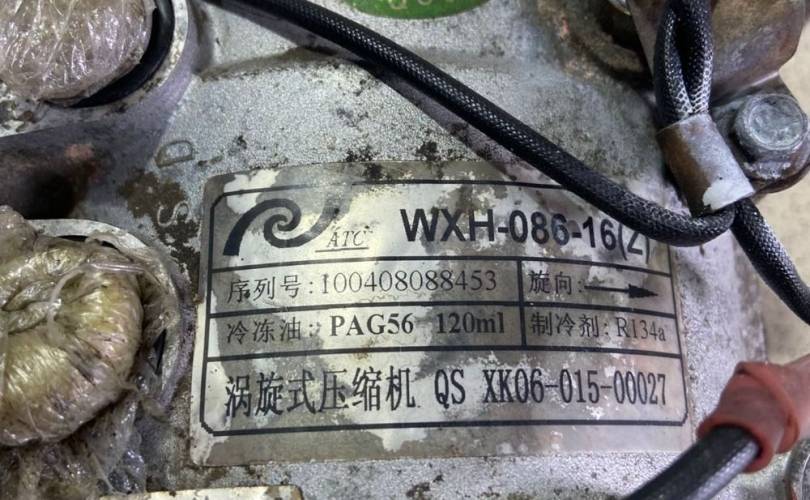 ATC WXH-086-16(Z)
序列号:100408088453 旋向:
冷冻油: PAG56 120ml 制冷剂: R134a
涡旋式压缩机 QS XK06-015-00027
D
S